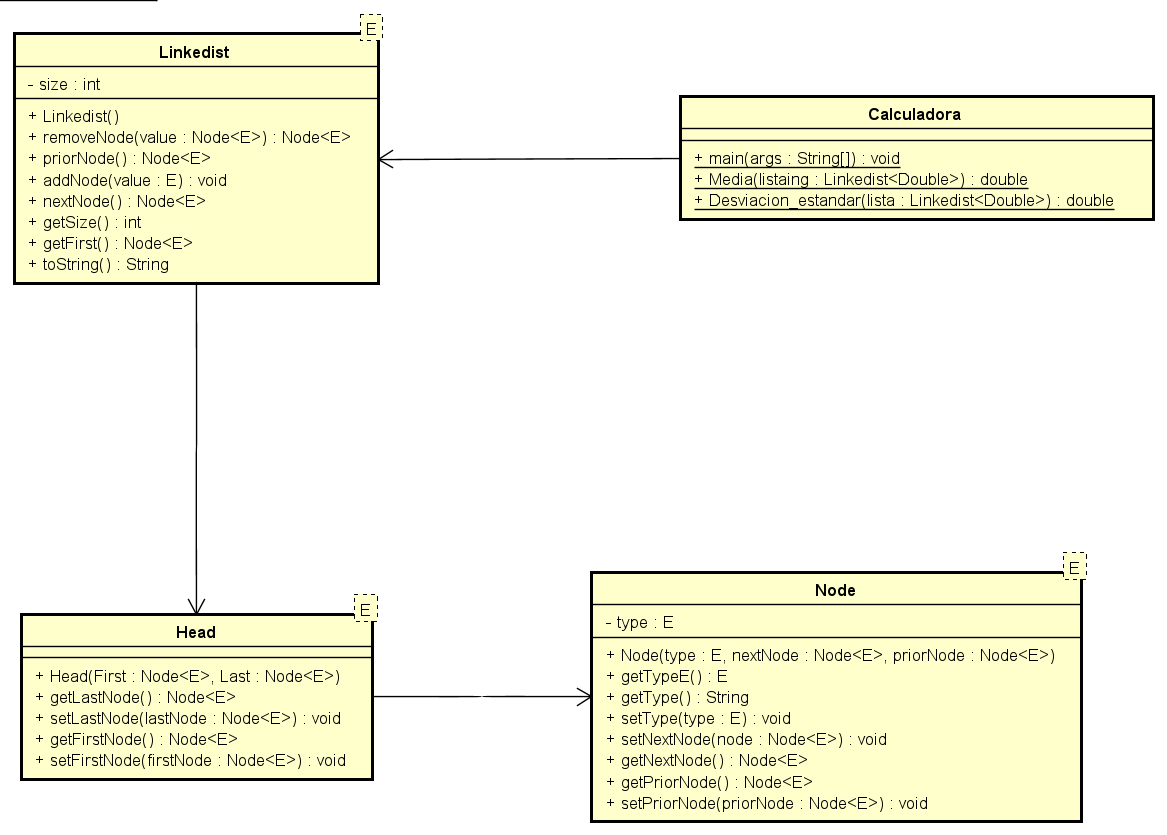 E
Linkedist
- size : int
+ Linkedist()
+ removeNode(value : Node<E>) : Node<E>
+ priorNode() : Node<E>
+ addNode(value : E) : void
+ nextNode() : Node<E>
+ getSize() : int
+ getFirst() : Node<E>
+ toString() : String
Calculadora
+ main(args : String[]) : void
+ Media(listaing : Linkedist<Double>) : double
+ Desviacion_estandar(lista : Linkedist<Double>) : double
E
Head
+ Head(First : Node<E>, Last : Node<E>)
+ getLastNode() : Node<E>
+ setLastNode(lastNode : Node<E>) : void
+ getFirstNode() : Node<E>
+ setFirstNode(firstNode : Node<E>) : void
E
Node
- type : E
+ Node(type : E, nextNode : Node<E>, priorNode : Node<E>)
+ getTypeE() : E
+ getType() : String
+ setType(type : E) : void
+ setNextNode(node : Node<E>) : void
+ getNextNode() : Node<E>
+ getPriorNode() : Node<E>
+ setPriorNode(priorNode : Node<E>) : void